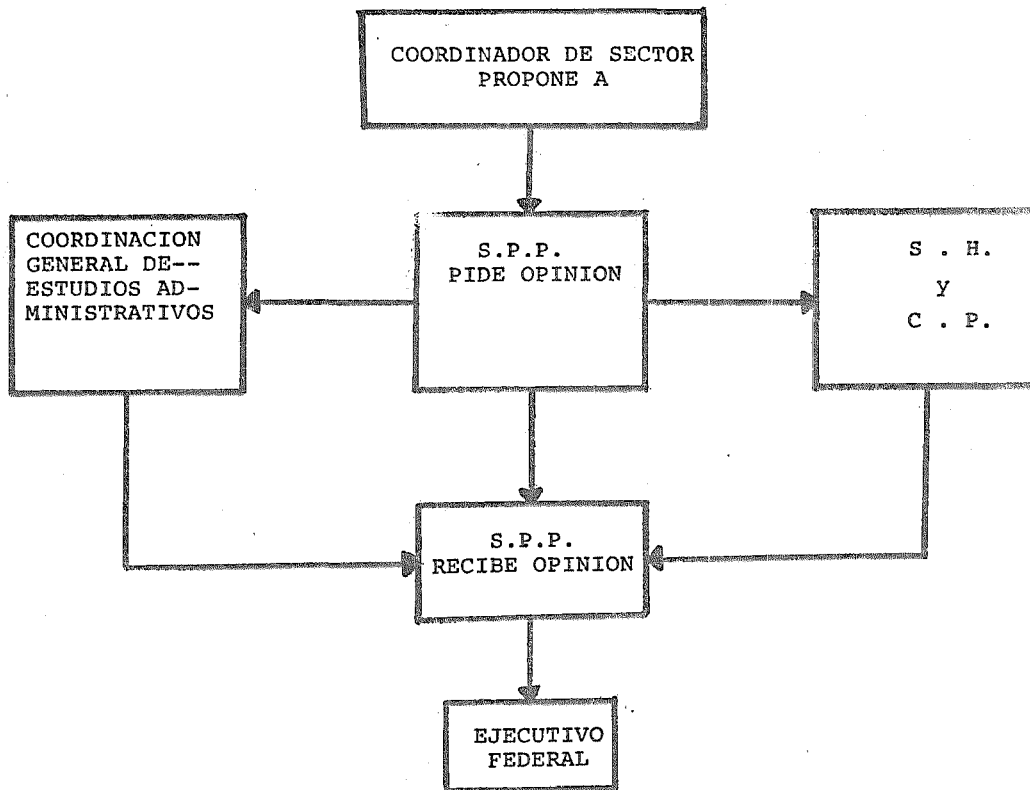 COORDINADOR DE SECTOR
PROPONE A
COORDINACION
GENERAL DE--
ESTUDIOS AD-
MINISTRATIVOS
S.P.P.
PIDE OPINION
S . H.
y
C . P.
S.P.P.
RECIBE OPINION
EJECUTIVO
FEDERAL